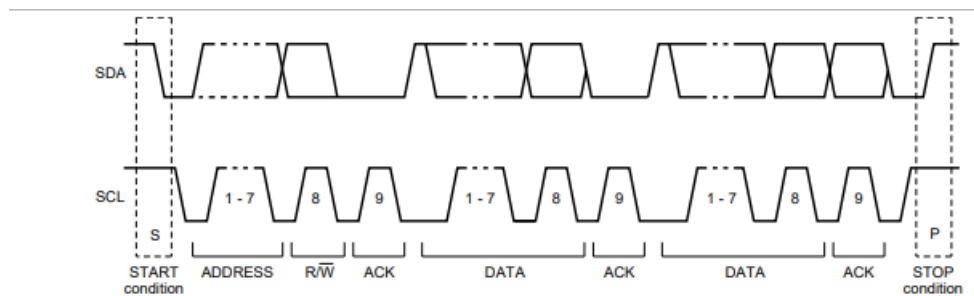 SDA
SCL
1 - 7 8 9 1 - 7 8 9 1 - 7 8 9
S P
START condition ADDRESS R/W̅ ACK DATA ACK DATA ACK STOP condition